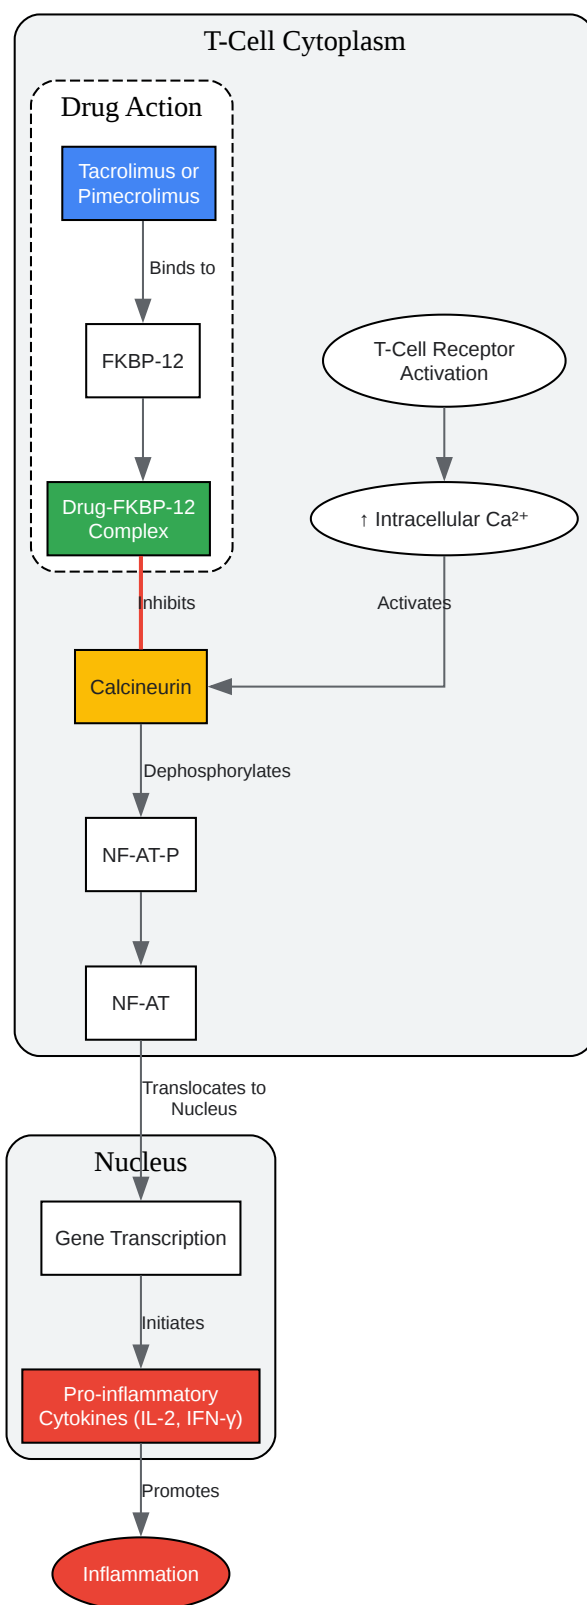 T-Cell Cytoplasm
Drug Action
Tacrolimus or
Pimecrolimus
Binds to
FKBP-12
T-Cell Receptor
Activation
Drug-FKBP-12
Complex
↑ Intracellular Ca²⁺
Inhibits
Activates
Calcineurin
Dephosphorylates
NF-AT-P
NF-AT
Translocates to
Nucleus
Nucleus
Gene Transcription
Initiates
Pro-inflammatory
Cytokines (IL-2, IFN-γ)
Promotes
Inflammation